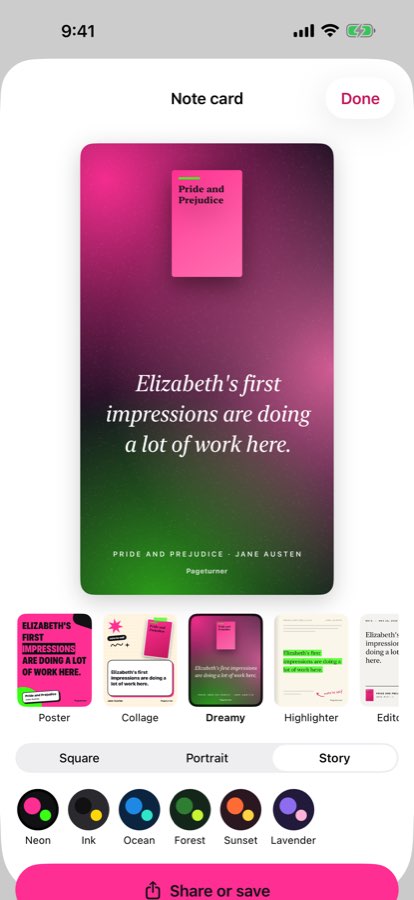 9:41
Note card
Done
Pride and
Prejudice
Elizabeth's first
impressions are doing
a lot of work here.
PRIDE AND PREJUDICE · JANE AUSTEN
Pageturner
ELIZABETH'S
FIRST
IMPRESSIONS
ARE DOING A LOT
OF WORK HERE.
Pride and Prejudice
Elizabeth's first
impressions are doing a
lot of work here.
Elizabeth's first impressions
are doing a lot of work here.
Elizabeth's first
impressions are doing a
lot of work here.
Elizabeth's
impressions
doing a lot
here.
Poster
Collage
Dreamy
Highlighter
Edito
Square
Portrait
Story
Neon
Ink
Ocean
Forest
Sunset
Lavender
Share or save